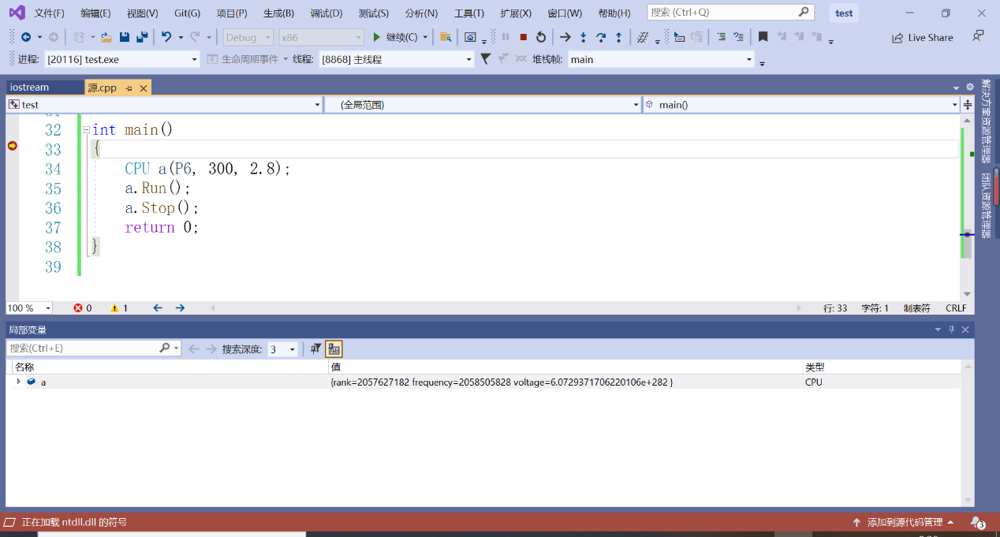 文件(F) 编辑(E) 视图(V) Git(G) 项目(P) 生成(B) 调试(D) 测试(S) 分析(N) 工具(T) 扩展(X) 窗口(W) 帮助(H) 搜索 (Ctrl+Q) test
Debug x86 继续(C) Live Share
进程: [20116] test.exe 生命周期事件 线程: [8868] 主线程 堆栈帧: main
iostream 源.cpp
test (全局范围) main()
32 int main()
33 {
34 CPU a(P6, 300, 2.8);
35 a.Run();
36 a.Stop();
37 return 0;
38 }
39
100 % 0 1 行: 33 字符: 1 制表符 CRLF
局部变量
搜索(Ctrl+E) 搜索深度: 3
名称 值 类型
a {rank=2057627182 frequency=2058505828 voltage=6.0729371706220106e+282 } CPU
解决方案资源管理器
团队资源管理器
正在加载 ntdll.dll 的符号 添加到源代码管理 3